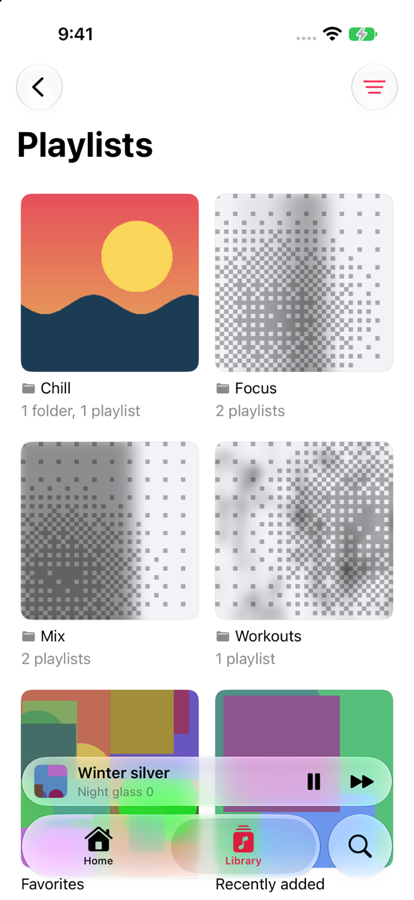 9:41
Playlists
Chill
1 folder, 1 playlist
Focus
2 playlists
Mix
2 playlists
Workouts
1 playlist
Winter silver
Night glass 0
Home
Library
Favorites
Recently added